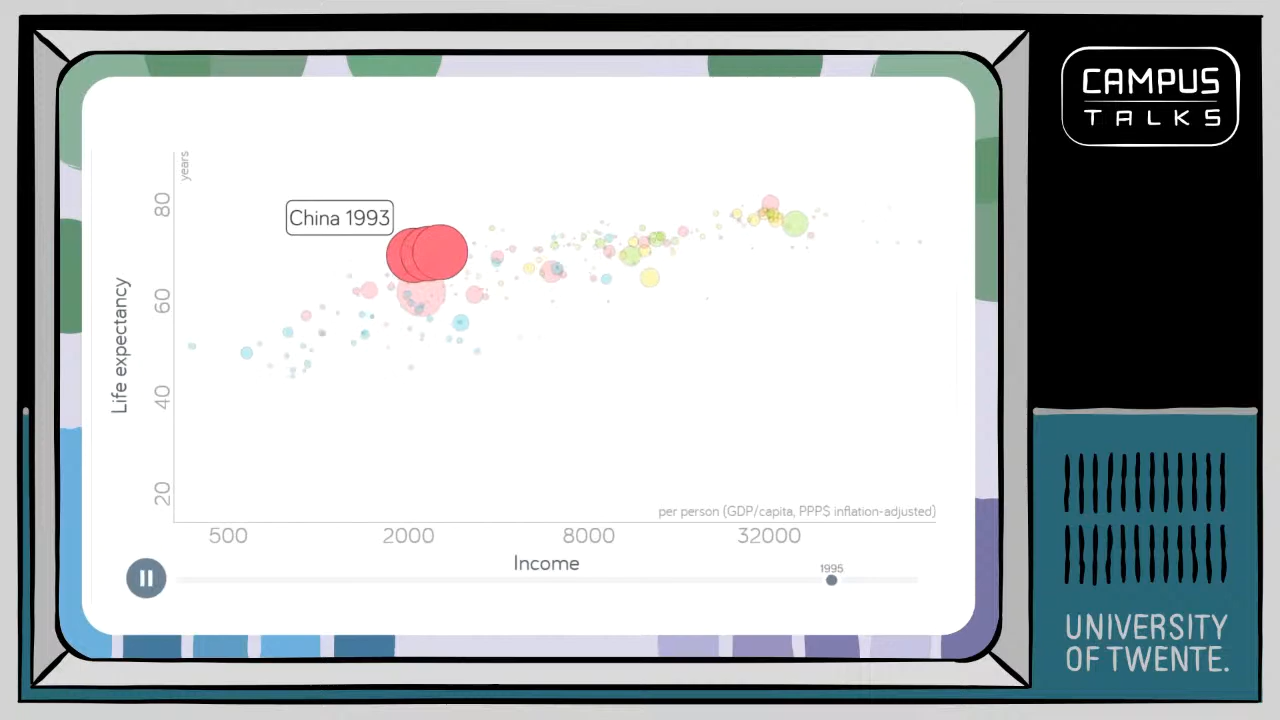 CAMPUS
TALKS
years
80
China 1993
60
Life expectancy
40
20
per person (GDP/capita, PPP$ inflation-adjusted)
500 2000 8000 32000
Income
1995
UNIVERSITY
OF TWENTE.